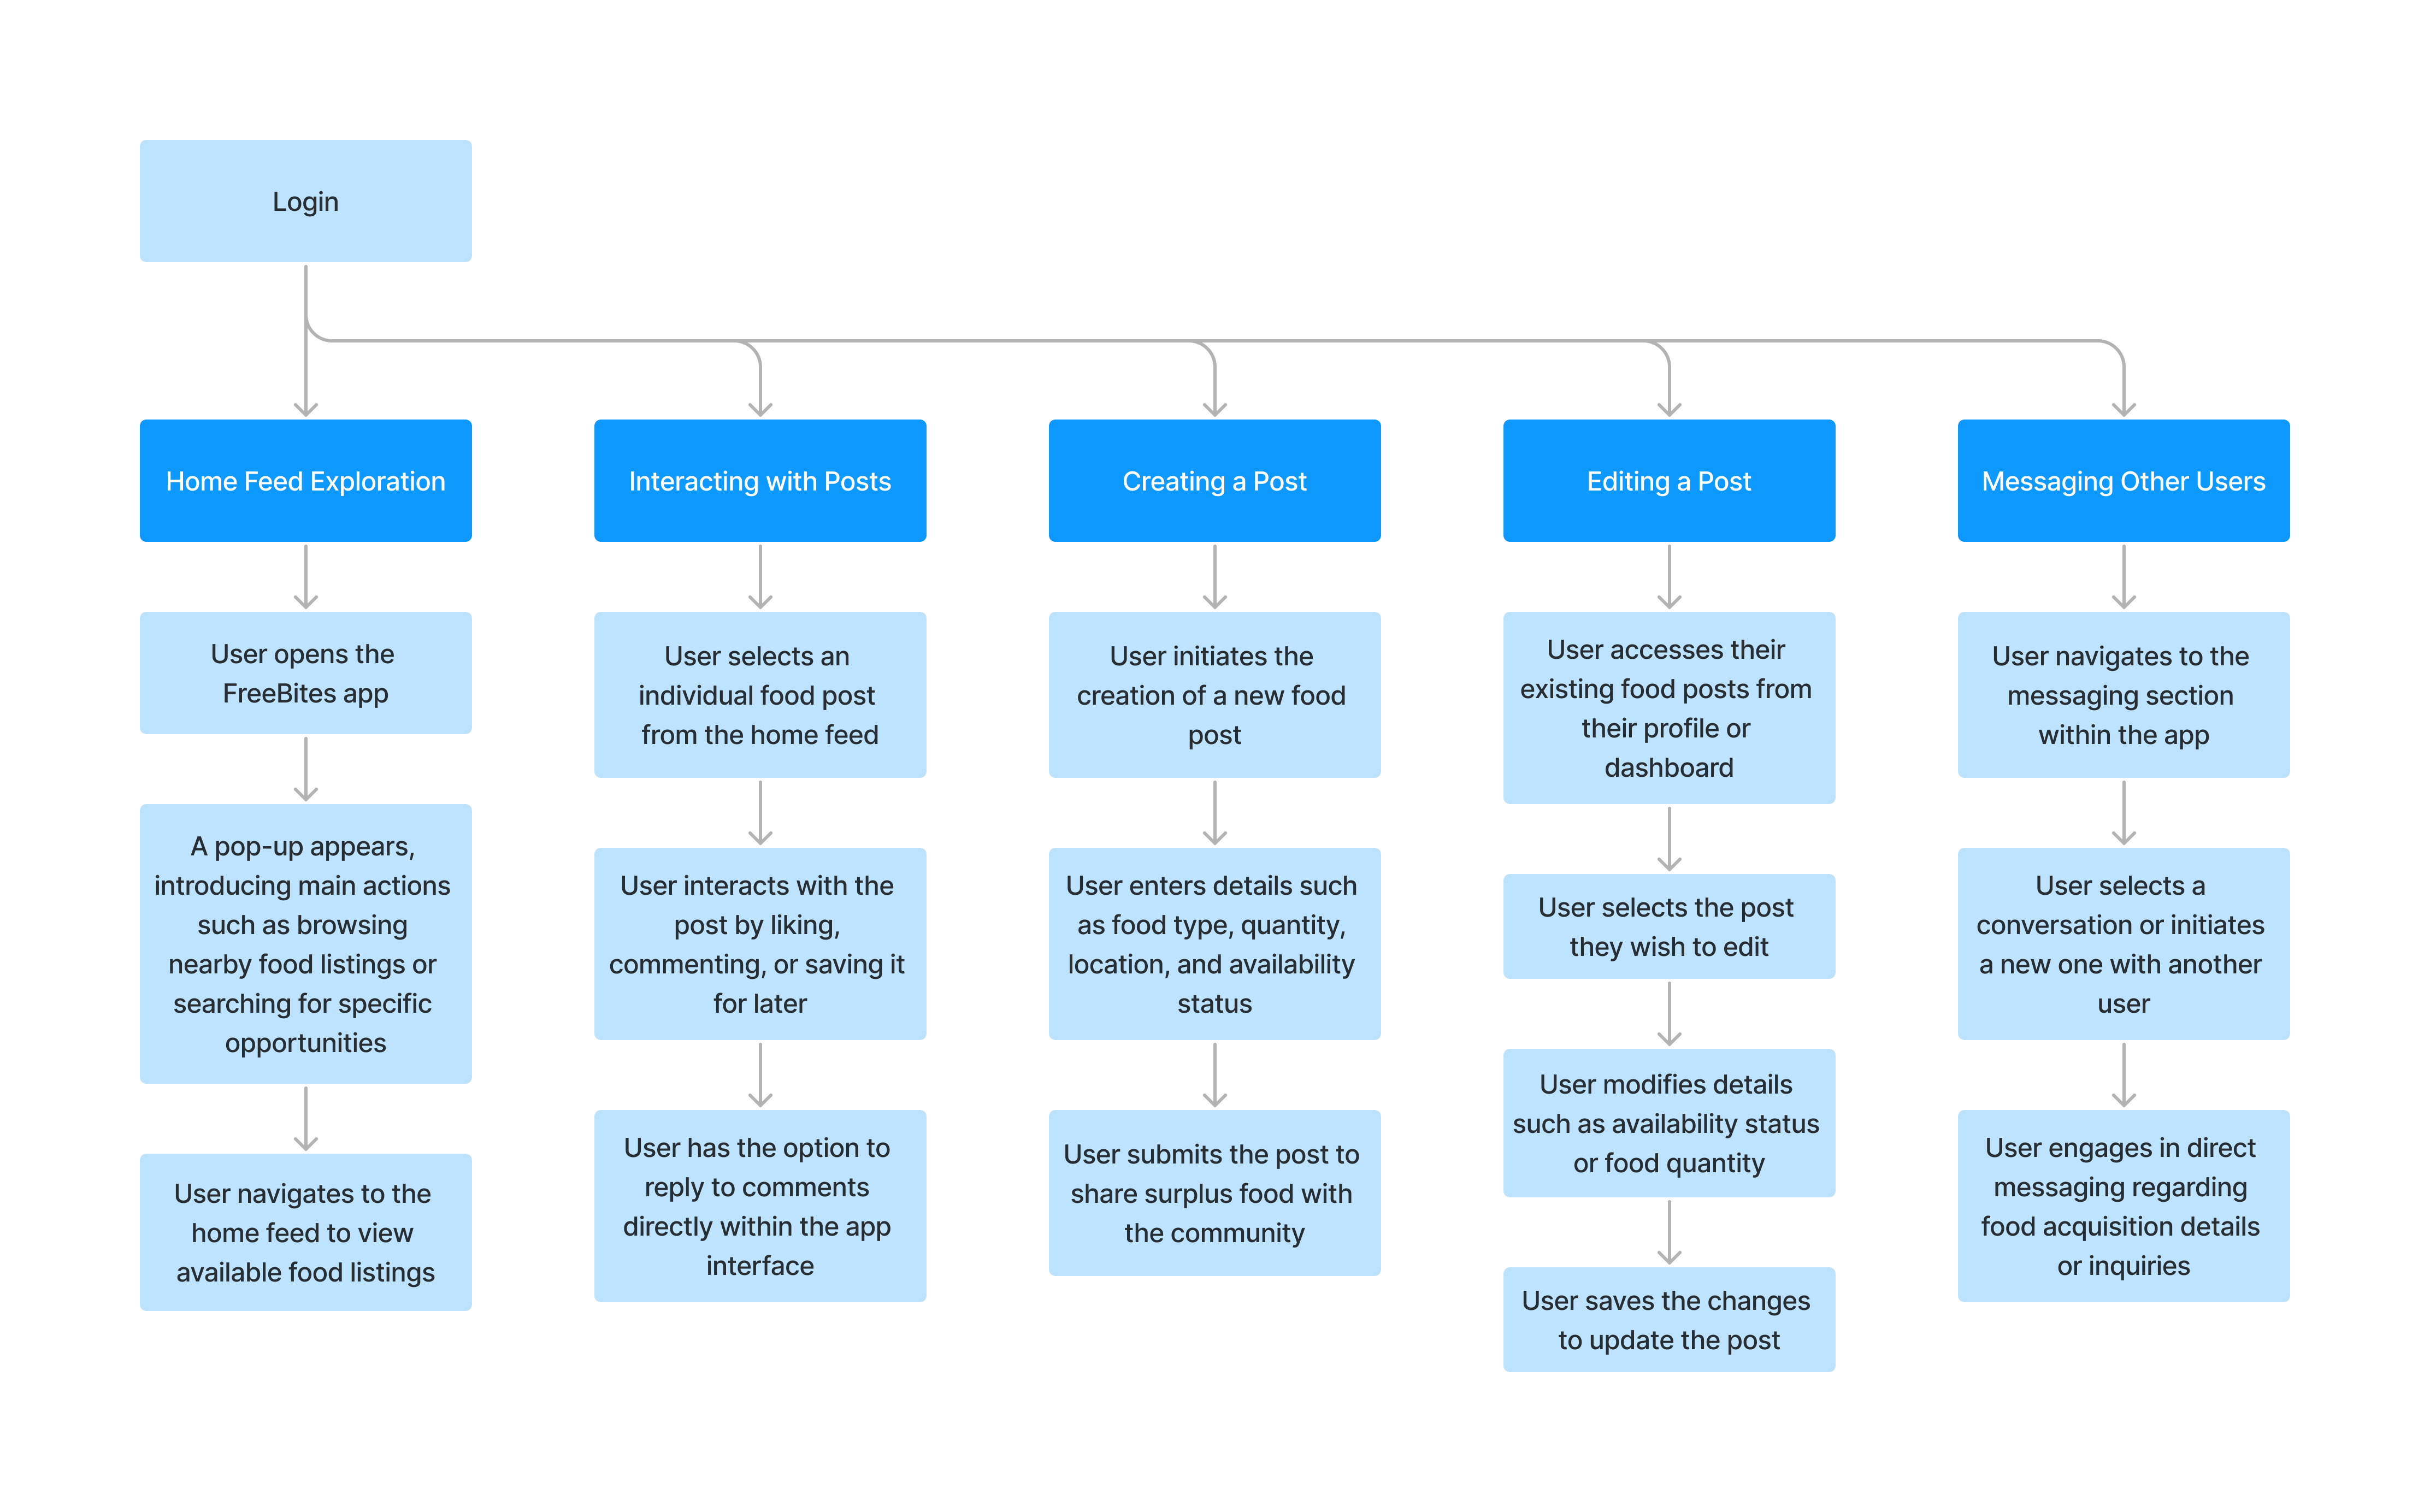 Login
Home Feed Exploration
User opens the
FreeBites app
A pop-up appears,
introducing main actions
such as browsing
nearby food listings or
searching for specific
opportunities
User navigates to the
home feed to view
available food listings
Interacting with Posts
User selects an
individual food post
from the home feed
User interacts with the
post by liking,
commenting, or saving it
for later
User has the option to
reply to comments
directly within the app
interface
Creating a Post
User initiates the
creation of a new food
post
User enters details such
as food type, quantity,
location, and availability
status
User submits the post to
share surplus food with
the community
Editing a Post
User accesses their
existing food posts from
their profile or
dashboard
User selects the post
they wish to edit
User modifies details
such as availability status
or food quantity
User saves the changes
to update the post
Messaging Other Users
User navigates to the
messaging section
within the app
User selects a
conversation or initiates
a new one with another
user
User engages in direct
messaging regarding
food acquisition details
or inquiries